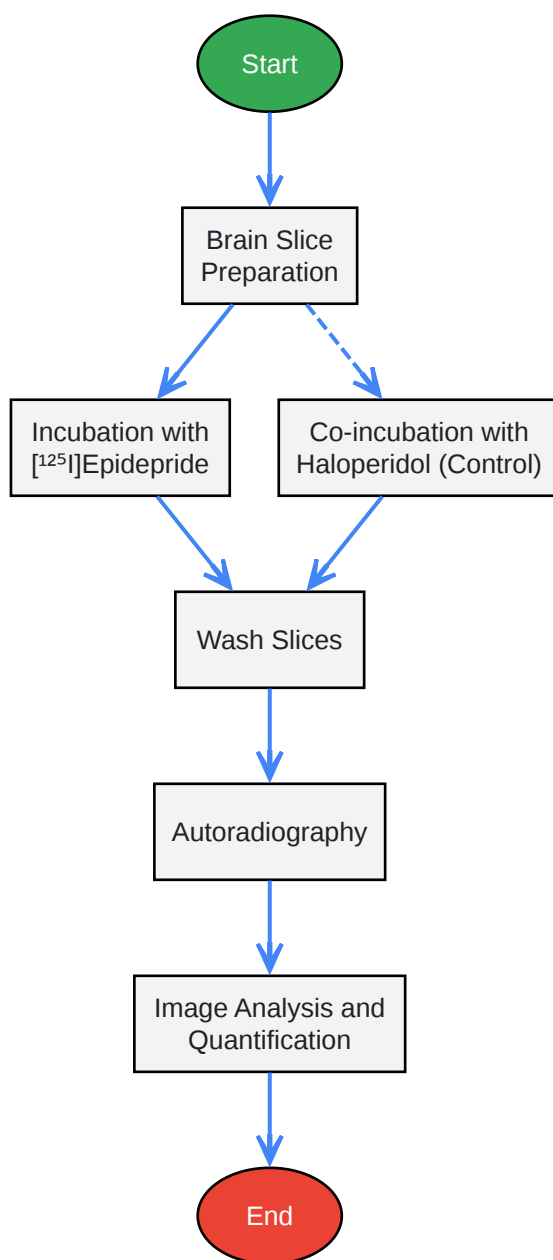 Start
Brain Slice
Preparation
Incubation with
[¹²⁵I]Epidepride
Co-incubation with
Haloperidol (Control)
Wash Slices
Autoradiography
Image Analysis and
Quantification
End